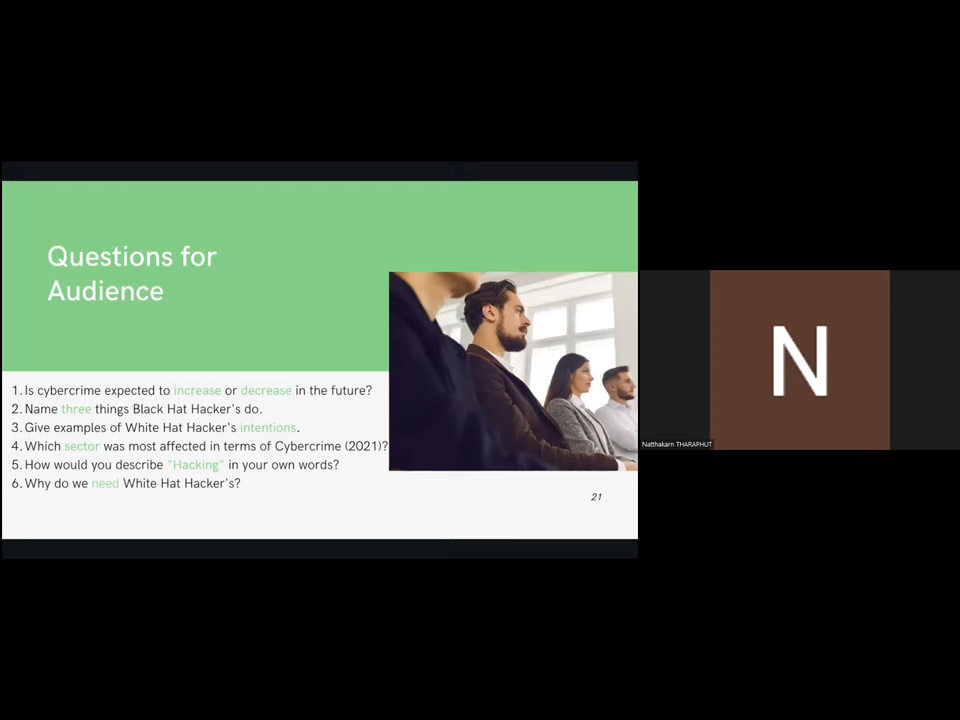 Questions for
Audience
1. Is cybercrime expected to increase or decrease in the future?
2. Name three things Black Hat Hacker's do.
3. Give examples of White Hat Hacker's intentions.
4. Which sector was most affected in terms of Cybercrime (2021)?
5. How would you describe "Hacking" in your own words?
6. Why do we need White Hat Hacker's?
21
N
Natthakarn THARAPHUT